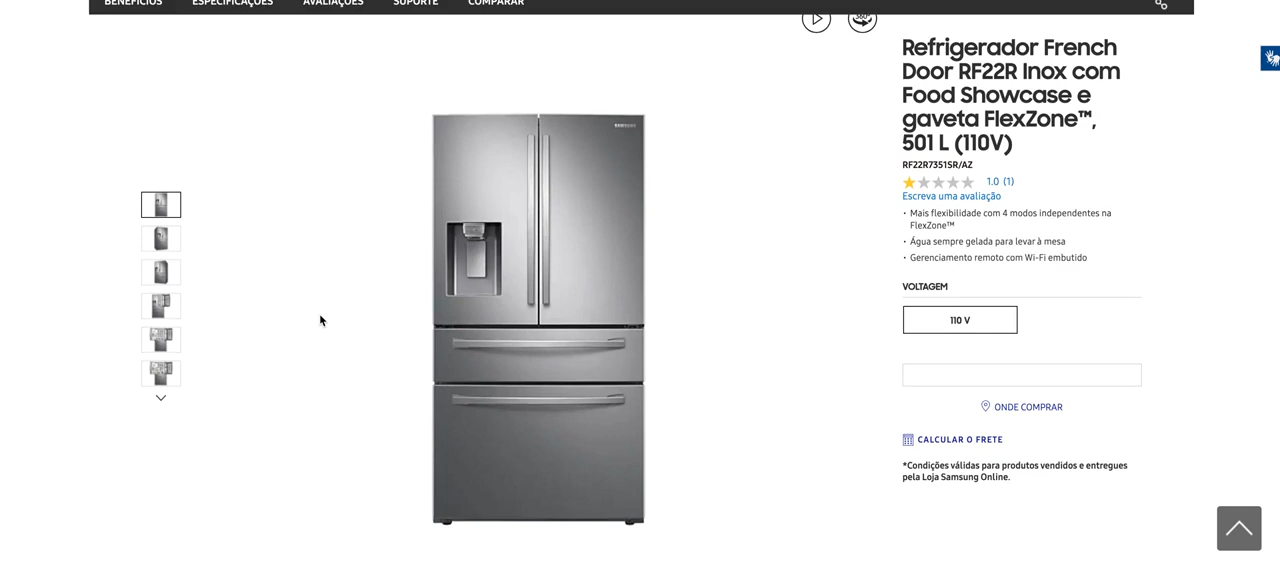 BENEFÍCIOS ESPECIFICAÇÕES AVALIAÇÕES SUPORTE COMPARAR
360°
Refrigerador French
Door RF22R Inox com
Food Showcase e
gaveta FlexZone™,
501 L (110V)
RF22R7351SR/AZ
1.0 (1)
Escreva uma avaliação
• Mais flexibilidade com 4 modos independentes na
FlexZone™
• Água sempre gelada para levar à mesa
• Gerenciamento remoto com Wi-Fi embutido
VOLTAGEM
110 V
ONDE COMPRAR
CALCULAR O FRETE
*Condições válidas para produtos vendidos e entregues
pela Loja Samsung Online.
SAMSUNG